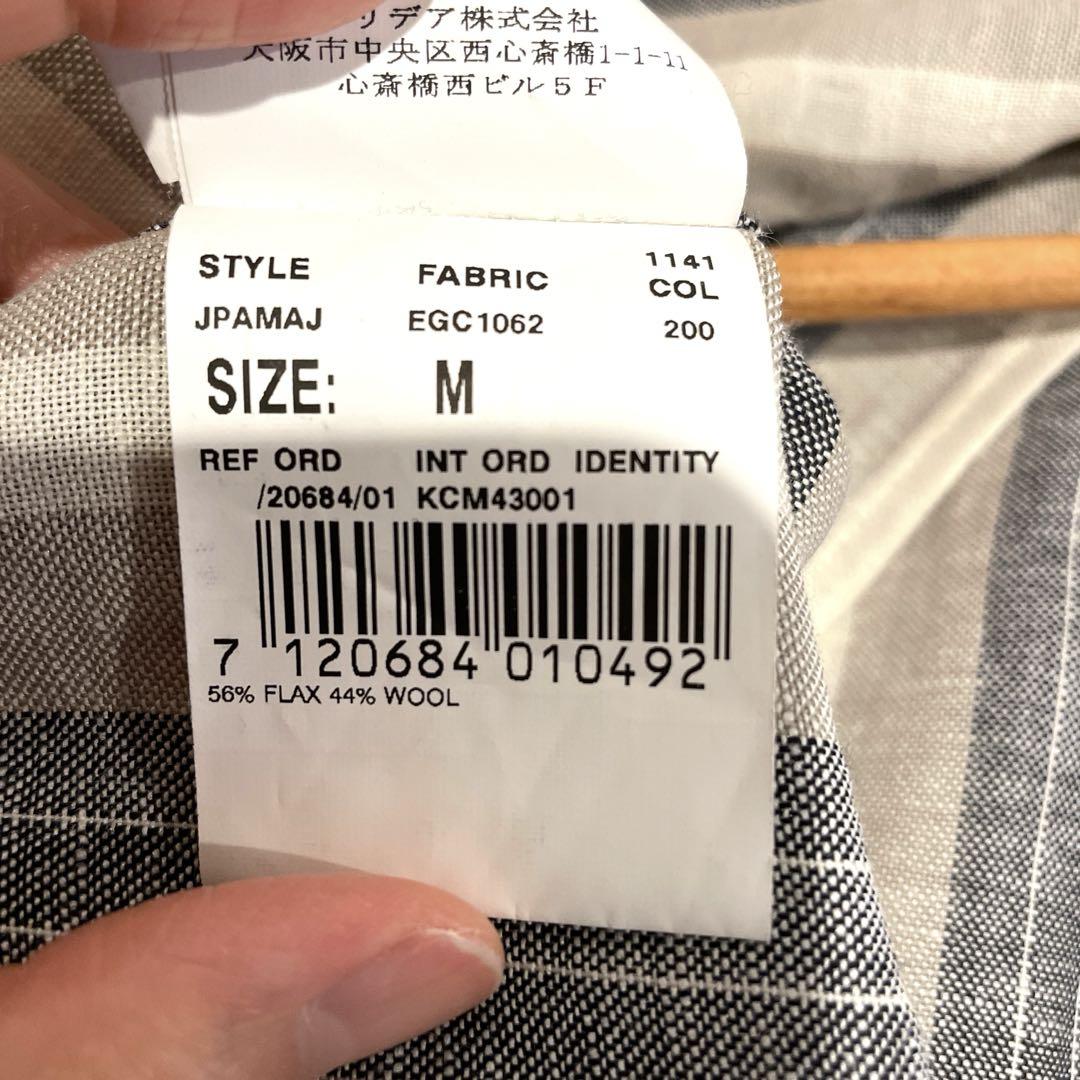 リデア株式会社
大阪市中央区西心斎橋1-1-11
心斎橋西ビル5F
STYLE FABRIC 1141 COL
JPAMAJ EGC1062 200
SIZE: M
REF ORD INT ORD IDENTITY
/20684/01 KCM43001
7 120684 010492
56% FLAX 44% WOOL